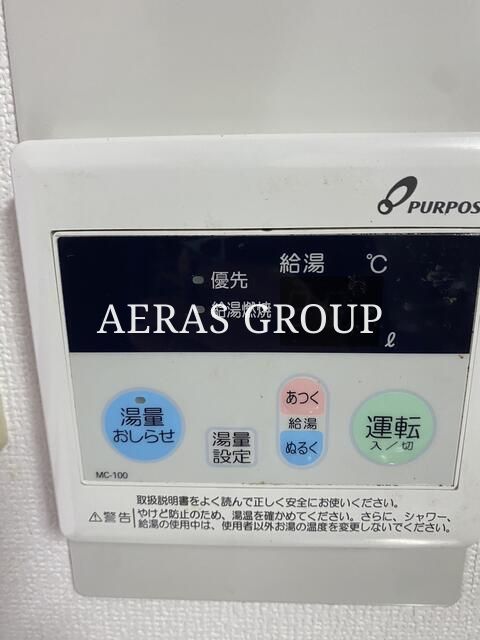 PURPOS
給湯 ℃
優先
給湯燃焼
AERAS GROUP
ℓ
湯量
おしらせ
湯量
設定
あつく
給湯
ぬるく
運転
入／切
MC-100
取扱説明書をよく読んで正しく安全にお使いください。
⚠警告 やけど防止のため、湯温を確かめてください。さらに、シャワー、
給湯の使用中は、使用者以外お湯の温度を変更しないでください。